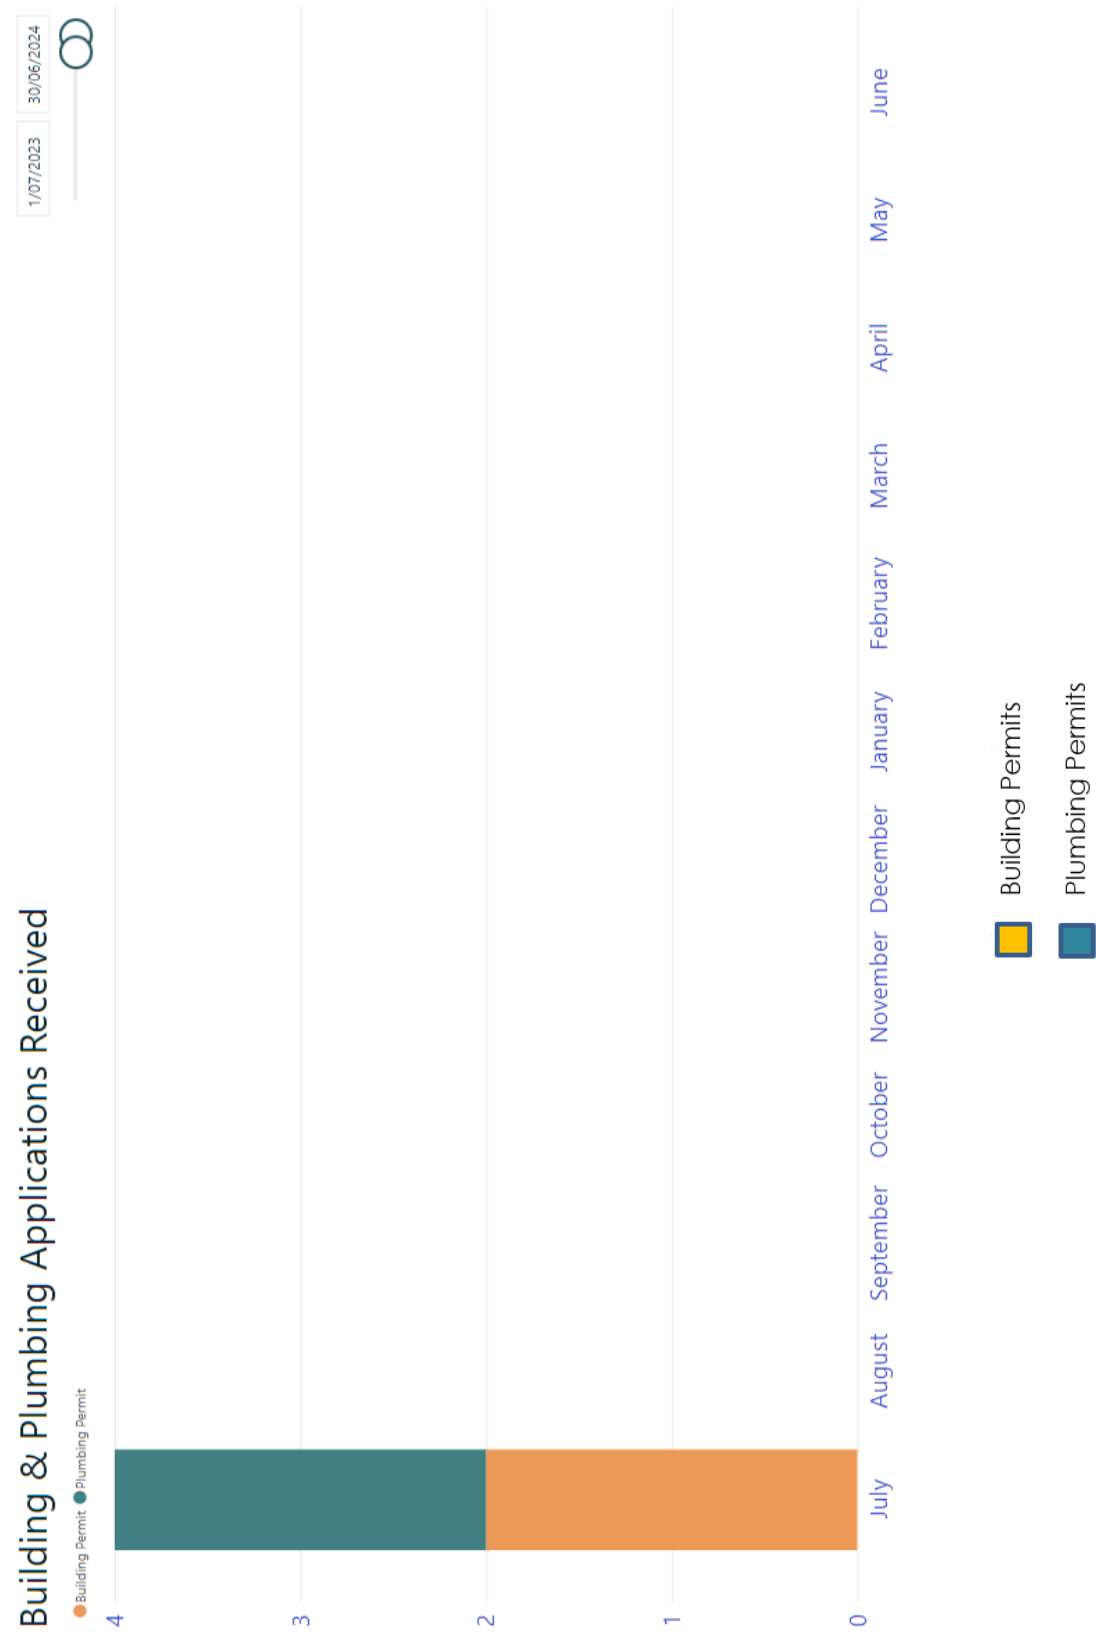 Building & Plumbing Applications Received
1/07/2023 30/06/2024
Building Permit Plumbing Permit
4
3
2
1
0
July August September October November December January February March April May June
Building Permits
Plumbing Permits